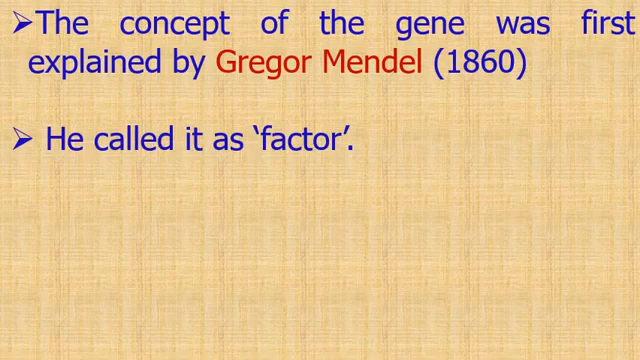 ➢The concept of the gene was first
explained by Gregor Mendel (1860)
➢ He called it as ‘factor’.